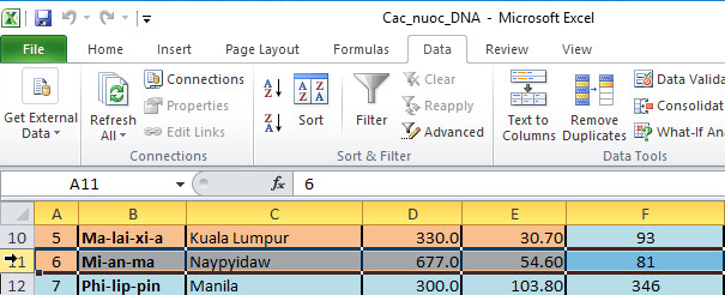 Cac_nuoc_DNA - Microsoft Excel
File Home Insert Page Layout Formulas Data Review View
Get External Data Refresh All Connections Properties Edit Links Sort Filter Clear Reapply Advanced Text to Columns Remove Duplicates Data Valida Consolidat What-If An
Connections Sort & Filter Data Tools
A11 fx 6
A B C D E F
10 5 Ma-lai-xi-a Kuala Lumpur 330.0 30.70 93
11 6 Mi-an-ma Naypyidaw 677.0 54.60 81
12 7 Phi-lip-pin Manila 300.0 103.80 346